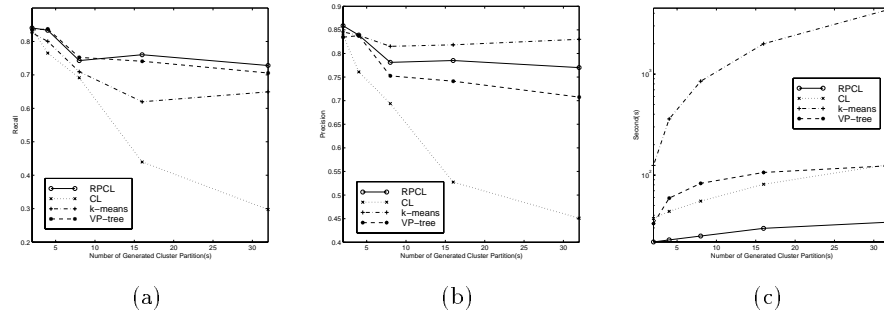 0.9
0.8
0.7
0.6
0.5
0.4
0.3
0.2
Recall
RPCL
CL
k-means
VP-tree
5 10 15 20 25 30
Number of Generated Cluster Partition(s)
(a)
0.9
0.85
0.8
0.75
0.7
0.65
0.6
0.55
0.5
0.45
0.4
Precision
RPCL
CL
k-means
VP-tree
5 10 15 20 25 30
Number of Generated Cluster Partition(s)
(b)
Second(s)
RPCL
CL
k-means
VP-tree
5 10 15 20 25 30
Number of Generated Cluster Partition(s)
(c)